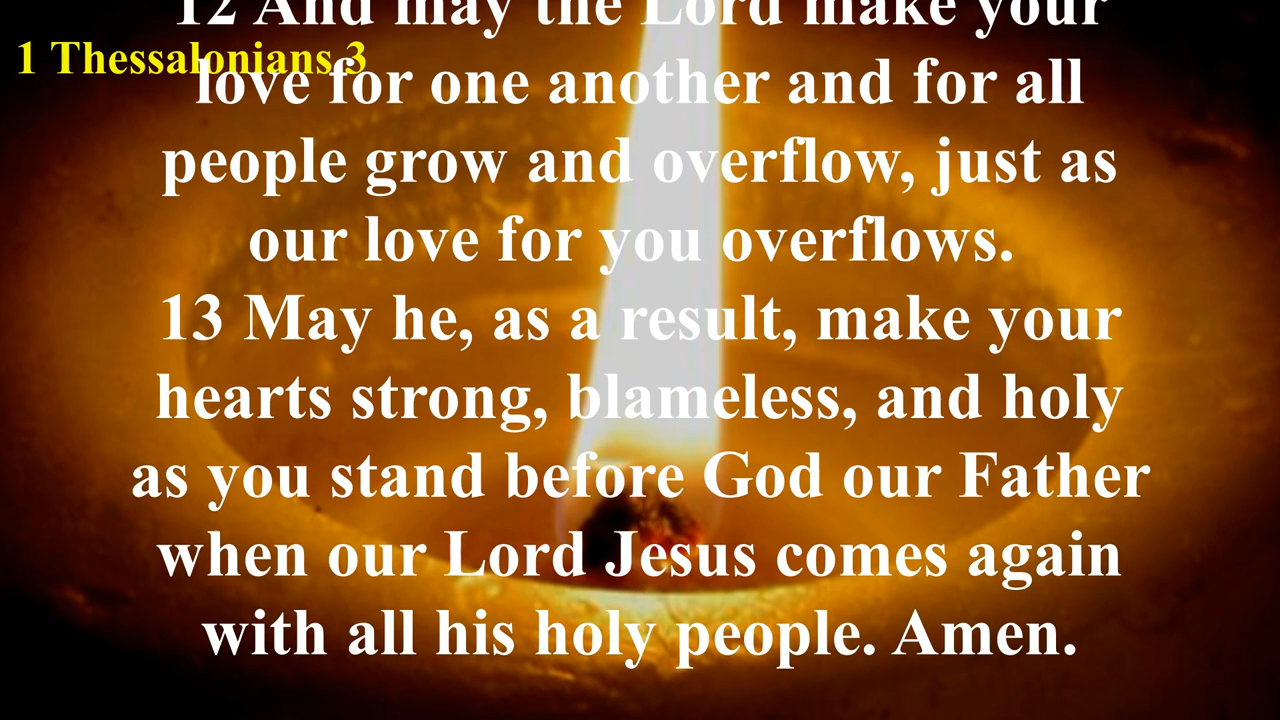 12 And may the Lord make your
1 Thessalonians 3
love for one another and for all
people grow and overflow, just as
our love for you overflows.
13 May he, as a result, make your
hearts strong, blameless, and holy
as you stand before God our Father
when our Lord Jesus comes again
with all his holy people. Amen.